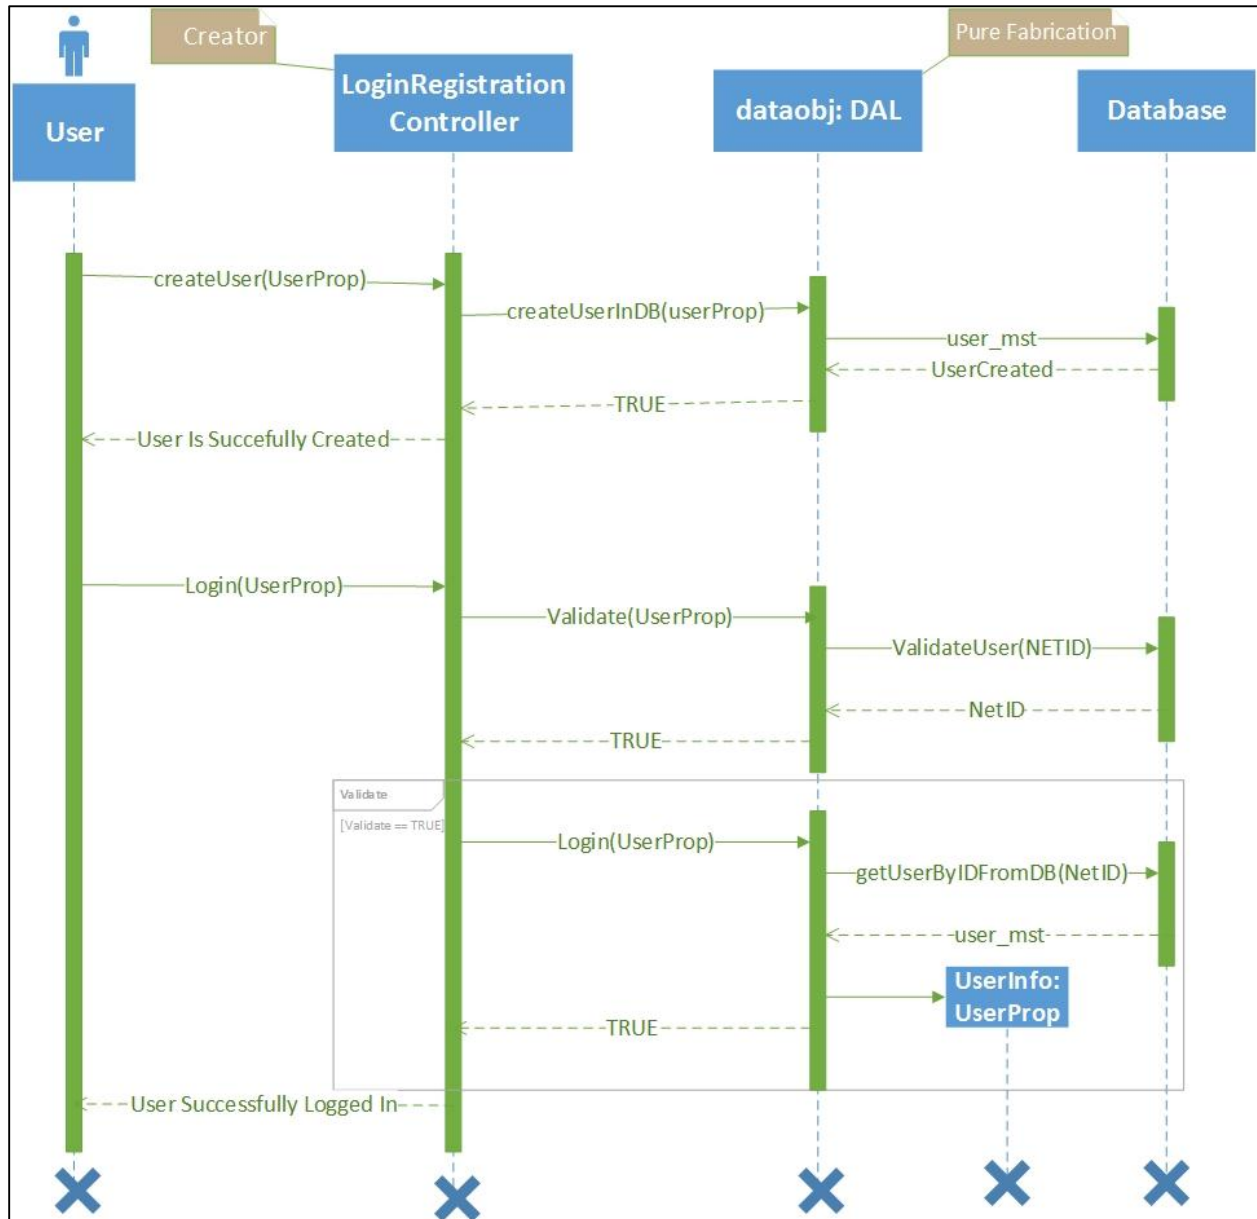 Creator
Pure Fabrication
User
LoginRegistration
Controller
dataobj: DAL
Database
createUser(UserProp)
createUserInDB(userProp)
user_mst
UserCreated
TRUE
User Is Succefully Created
Login(UserProp)
Validate(UserProp)
ValidateUser(NETID)
NetID
TRUE
Validate
[Validate == TRUE]
Login(UserProp)
getUserByIDFromDB(NetID)
user_mst
UserInfo:
UserProp
TRUE
User Successfully Logged In